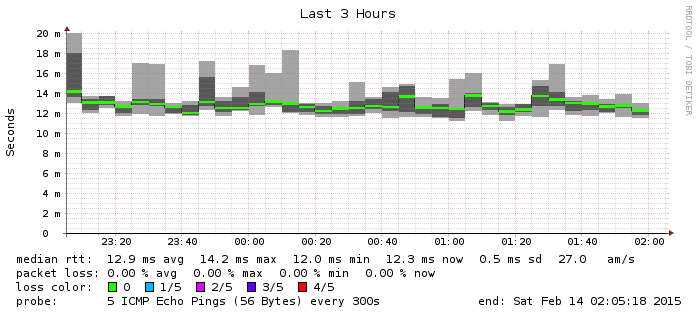 Last 3 Hours
RRDTOOL / TOBI OETIKER
Seconds
20 m
18 m
16 m
14 m
12 m
10 m
8 m
6 m
4 m
2 m
0
23:20 23:40 00:00 00:20 00:40 01:00 01:20 01:40 02:00
median rtt: 12.9 ms avg 14.2 ms max 12.0 ms min 12.3 ms now 0.5 ms sd 27.0 am/s
packet loss: 0.00 % avg 0.00 % max 0.00 % min 0.00 % now
loss color: 0 1/5 2/5 3/5 4/5
probe: 5 ICMP Echo Pings (56 Bytes) every 300s end: Sat Feb 14 02:05:18 2015